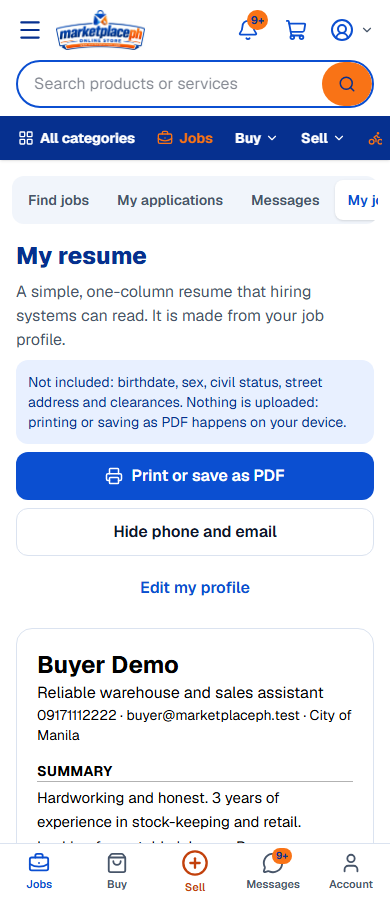 marketplaceph
ONLINE STORE
9+
Search products or services
All categories
Jobs
Buy
Sell
Find jobs
My applications
Messages
My resume
A simple, one-column resume that hiring
systems can read. It is made from your job
profile.
Not included: birthdate, sex, civil status, street
address and clearances. Nothing is uploaded:
printing or saving as PDF happens on your device.
Print or save as PDF
Hide phone and email
Edit my profile
Buyer Demo
Reliable warehouse and sales assistant
09171112222 · buyer@marketplaceph.test · City of
Manila
SUMMARY
Hardworking and honest. 3 years of
experience in stock-keeping and retail.
Jobs
Buy
Sell
9+
Messages
Account